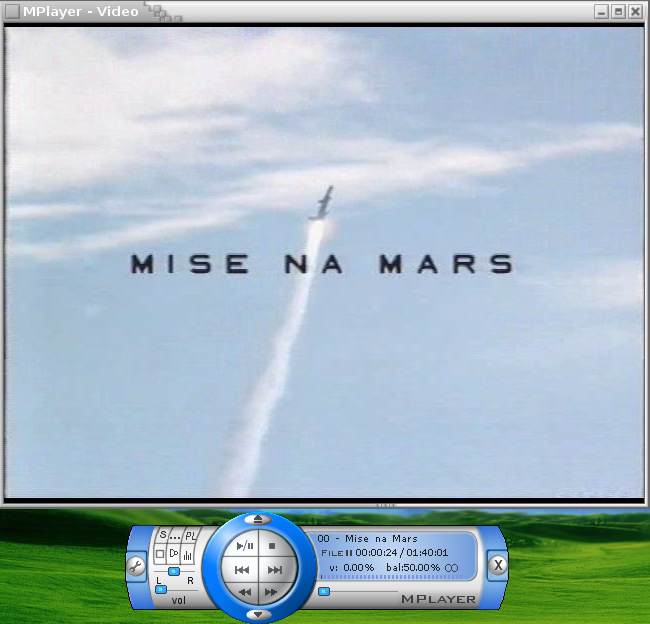 MPlayer - Video
MISE NA MARS
S ... PL
L R
vol
00 - Mise na Mars
FILE 00:00:24 / 01:40:01
v: 0.00% bal:50.00%
X
MPLAYER